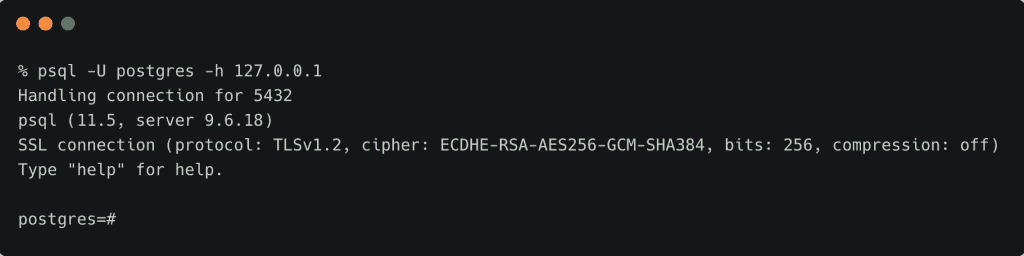 % psql -U postgres -h 127.0.0.1
Handling connection for 5432
psql (11.5, server 9.6.18)
SSL connection (protocol: TLSv1.2, cipher: ECDHE-RSA-AES256-GCM-SHA384, bits: 256, compression: off)
Type "help" for help.
postgres=#